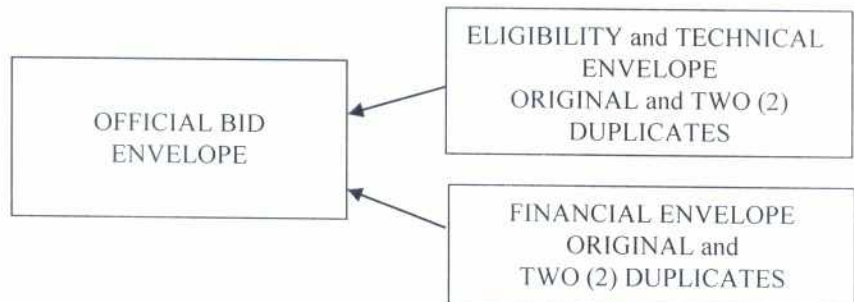 OFFICIAL BID
ENVELOPE
ELIGIBILITY and TECHNICAL
ENVELOPE
ORIGINAL and TWO (2)
DUPLICATES
FINANCIAL ENVELOPE
ORIGINAL and
TWO (2) DUPLICATES